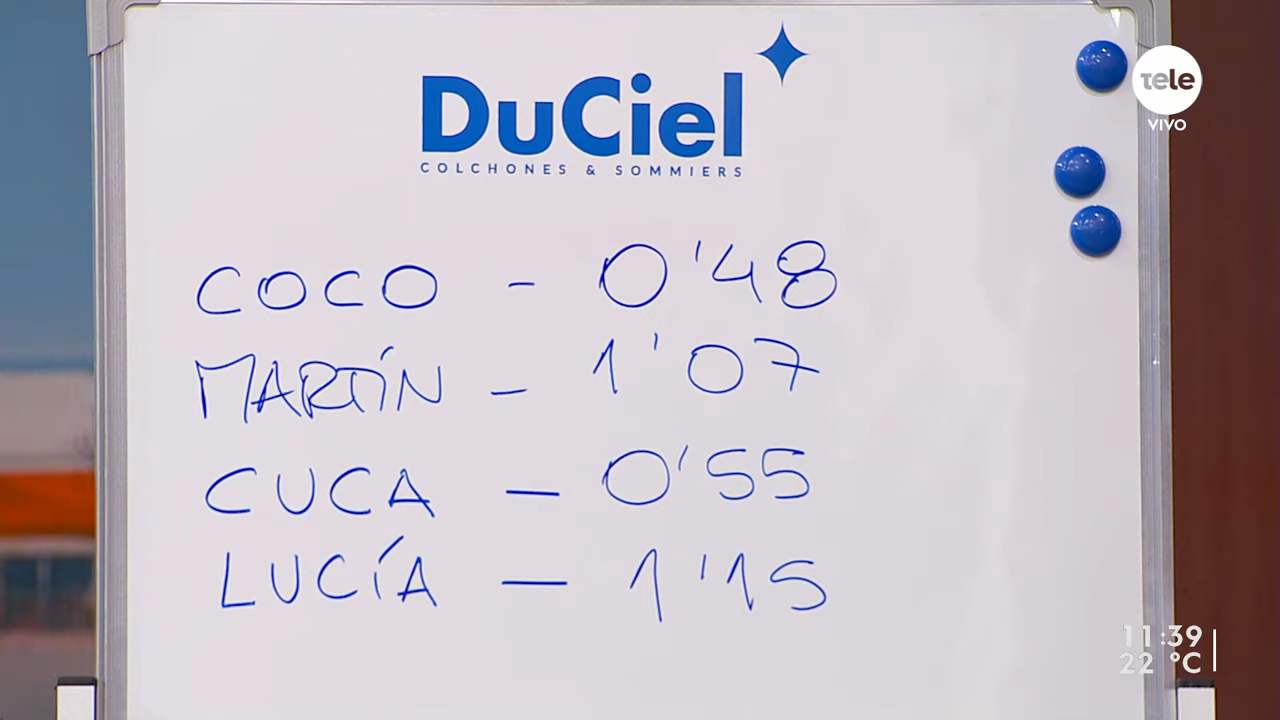 DuCiel
COLCHONES & SOMMIERS
tele
VIVO
COCO - 0'48
MARTÍN - 1'07
CUCA - 0'55
LUCÍA - 1'15
11:39
22 °C